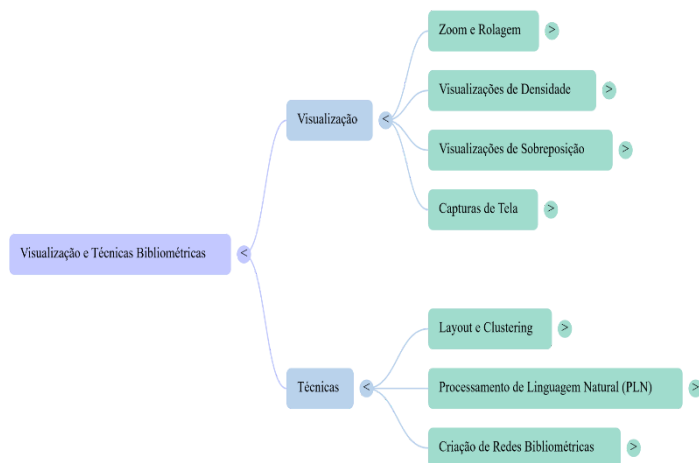 Zoom e Rolagem >
Visualizações de Densidade >
Visualização <
Visualizações de Sobreposição >
Capturas de Tela >
Visualização e Técnicas Bibliométricas <
Layout e Clustering >
Técnicas <
Processamento de Linguagem Natural (PLN) >
Criação de Redes Bibliométricas >